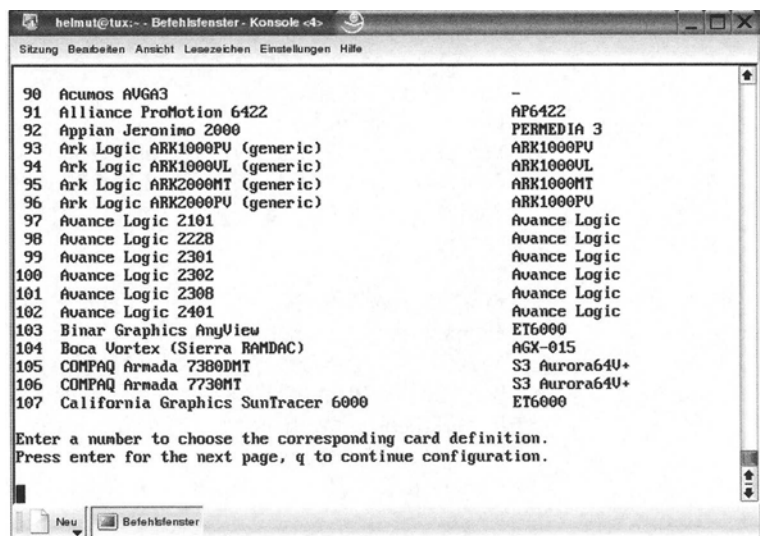 helmut@tux:~ - Befehlsfenster - Konsole <4>
Sitzung Bearbeiten Ansicht Lesezeichen Einstellungen Hilfe
90 Acumos AVGA3 -
91 Alliance ProMotion 6422 AP6422
92 Appian Jeronimo 2000 PERMEDIA 3
93 Ark Logic ARK1000PV (generic) ARK1000PV
94 Ark Logic ARK1000VL (generic) ARK1000VL
95 Ark Logic ARK2000MT (generic) ARK1000MT
96 Ark Logic ARK2000PV (generic) ARK1000PV
97 Avance Logic 2101 Avance Logic
98 Avance Logic 2228 Avance Logic
99 Avance Logic 2301 Avance Logic
100 Avance Logic 2302 Avance Logic
101 Avance Logic 2308 Avance Logic
102 Avance Logic 2401 Avance Logic
103 Binar Graphics AnyView ET6000
104 Boca Vortex (Sierra RAMDAC) AGX-015
105 COMPAQ Armada 7380DMT S3 Aurora64V+
106 COMPAQ Armada 7730MT S3 Aurora64V+
107 California Graphics SunTracer 6000 ET6000
Enter a number to choose the corresponding card definition.
Press enter for the next page, q to continue configuration.
Neu Befehlsfenster